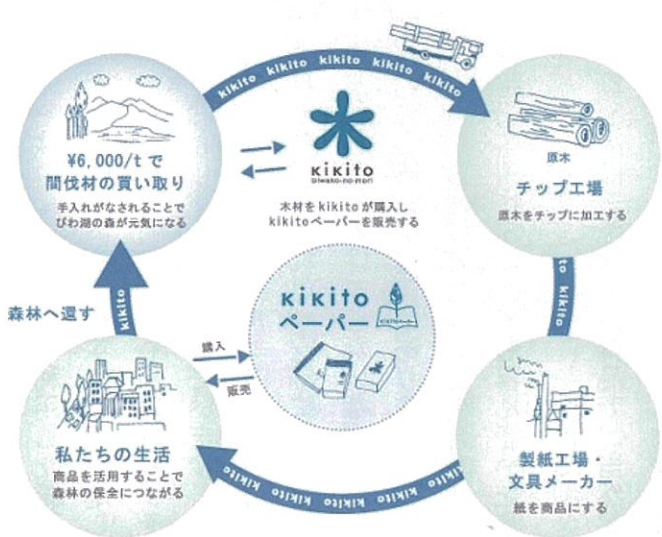 kikito kikito kikito kikito kikito
¥6,000/t で
間伐材の買い取り
手入れがなされることで
びわ湖の森が元気になる
kikito
biwako-no-mori
木材をkikitoが購入し
kikitoペーパーを販売する
原木
チップ工場
原木をチップに加工する
kikito
kikito
製紙工場・
文具メーカー
紙を商品にする
kikito kikito kikito kikito kikito
私たちの生活
商品を活用することで
森林の保全につながる
森林へ還す
kikito
購入
販売
kikito
ペーパー